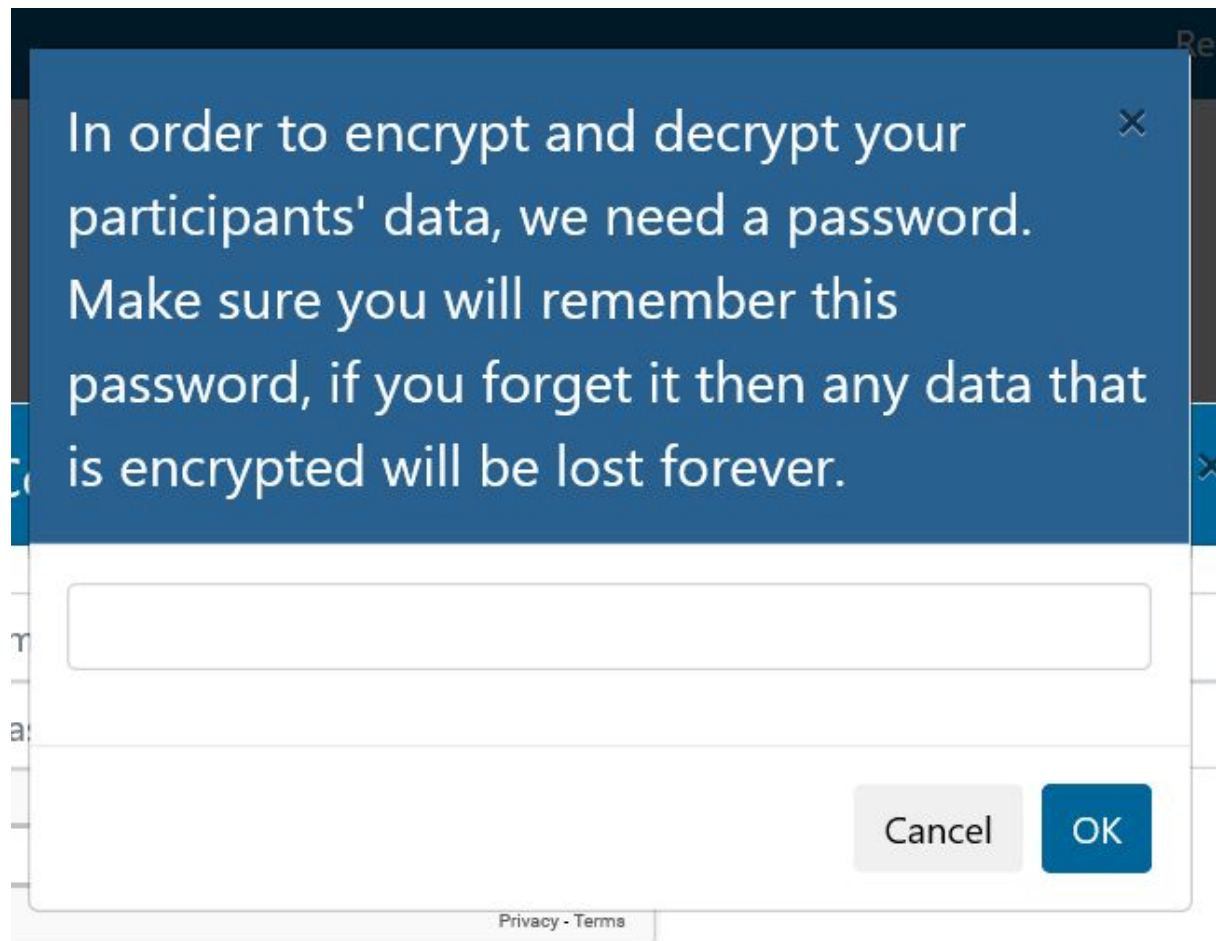 Re
In order to encrypt and decrypt your
participants' data, we need a password.
Make sure you will remember this
password, if you forget it then any data that
is encrypted will be lost forever.
Cancel
OK
Privacy - Terms